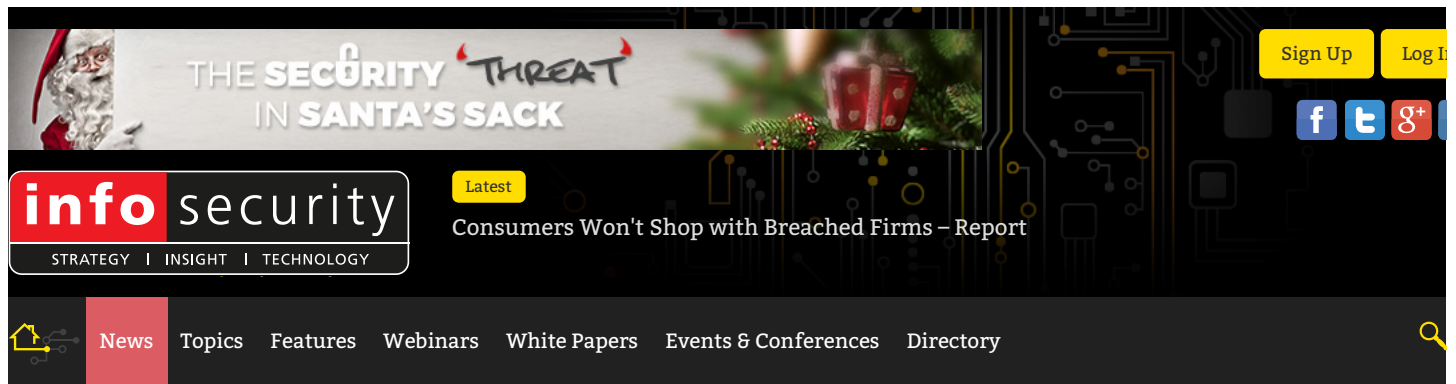 THE SECURITY THREAT
IN SANTA'S SACK
Sign Up
Log In
f
t
g+
info security
STRATEGY | INSIGHT | TECHNOLOGY
Latest
Consumers Won't Shop with Breached Firms – Report
News
Topics
Features
Webinars
White Papers
Events & Conferences
Directory